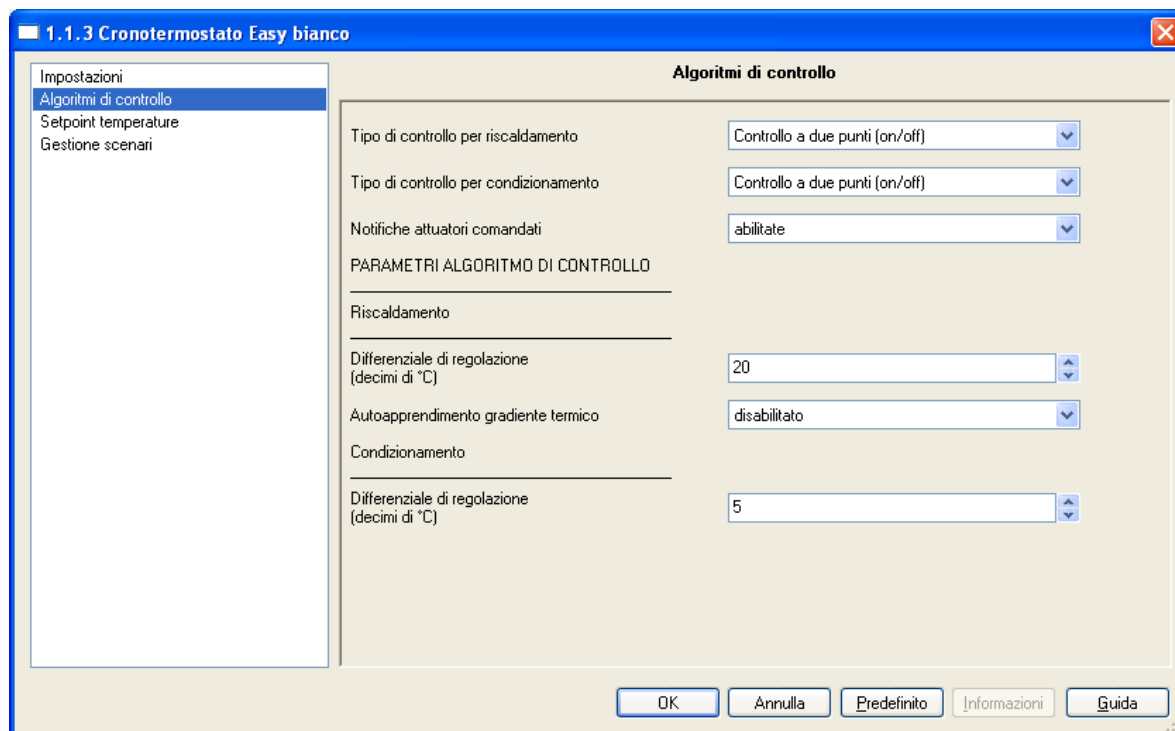 1.1.3 Cronotermostato Easy bianco
Impostazioni
Algoritmi di controllo
Setpoint temperature
Gestione scenari
Algoritmi di controllo
Tipo di controllo per riscaldamento
Controllo a due punti (on/off)
Tipo di controllo per condizionamento
Controllo a due punti (on/off)
Notifiche attuatori comandati
abilitate
PARAMETRI ALGORITMO DI CONTROLLO
Riscaldamento
Differenziale di regolazione
(decimi di °C)
20
Autoapprendimento gradiente termico
disabilitato
Condizionamento
Differenziale di regolazione
(decimi di °C)
5
OK
Annulla
Predefinito
Informazioni
Guida